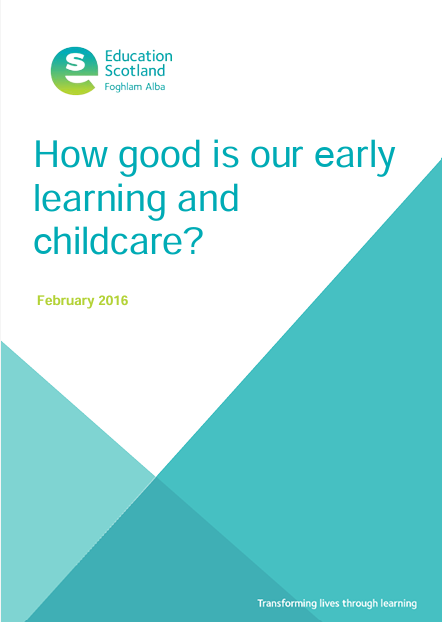 Education
Scotland
Foghlam Alba
How good is our early
learning and
childcare?
February 2016
Transforming lives through learning